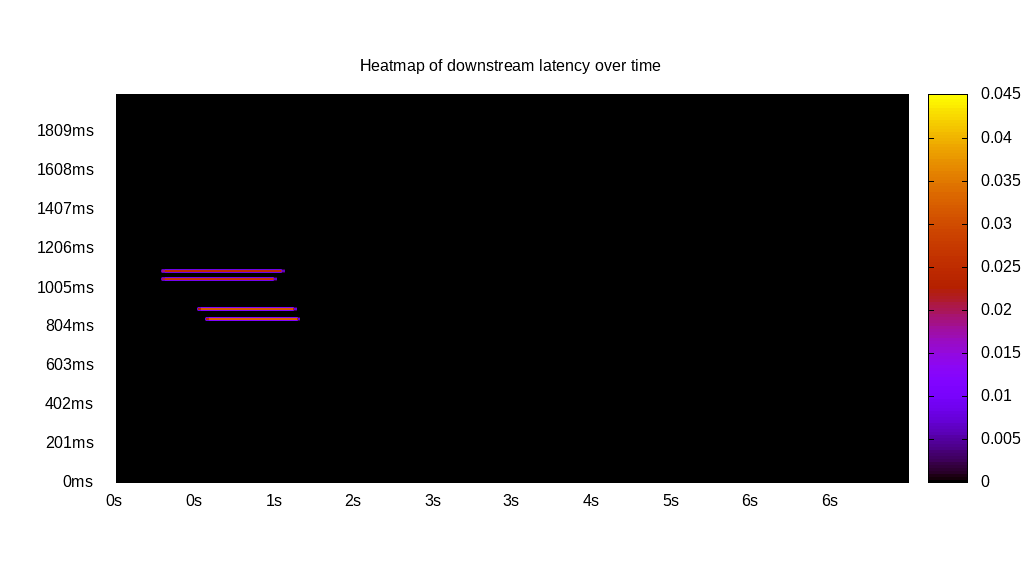 Heatmap of downstream latency over time
1809ms
1608ms
1407ms
1206ms
1005ms
804ms
603ms
402ms
201ms
0ms
0s 0s 1s 2s 3s 3s 4s 5s 6s 6s
0.045
0.04
0.035
0.03
0.025
0.02
0.015
0.01
0.005
0